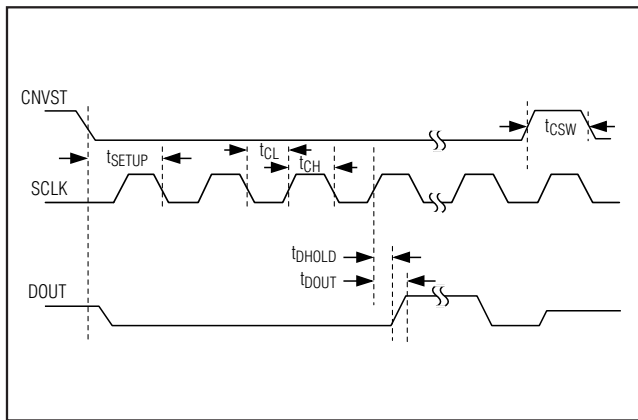 CNVST
tCSW
tSETUP
tCL
tCH
SCLK
tDHOLD
tDOUT
DOUT